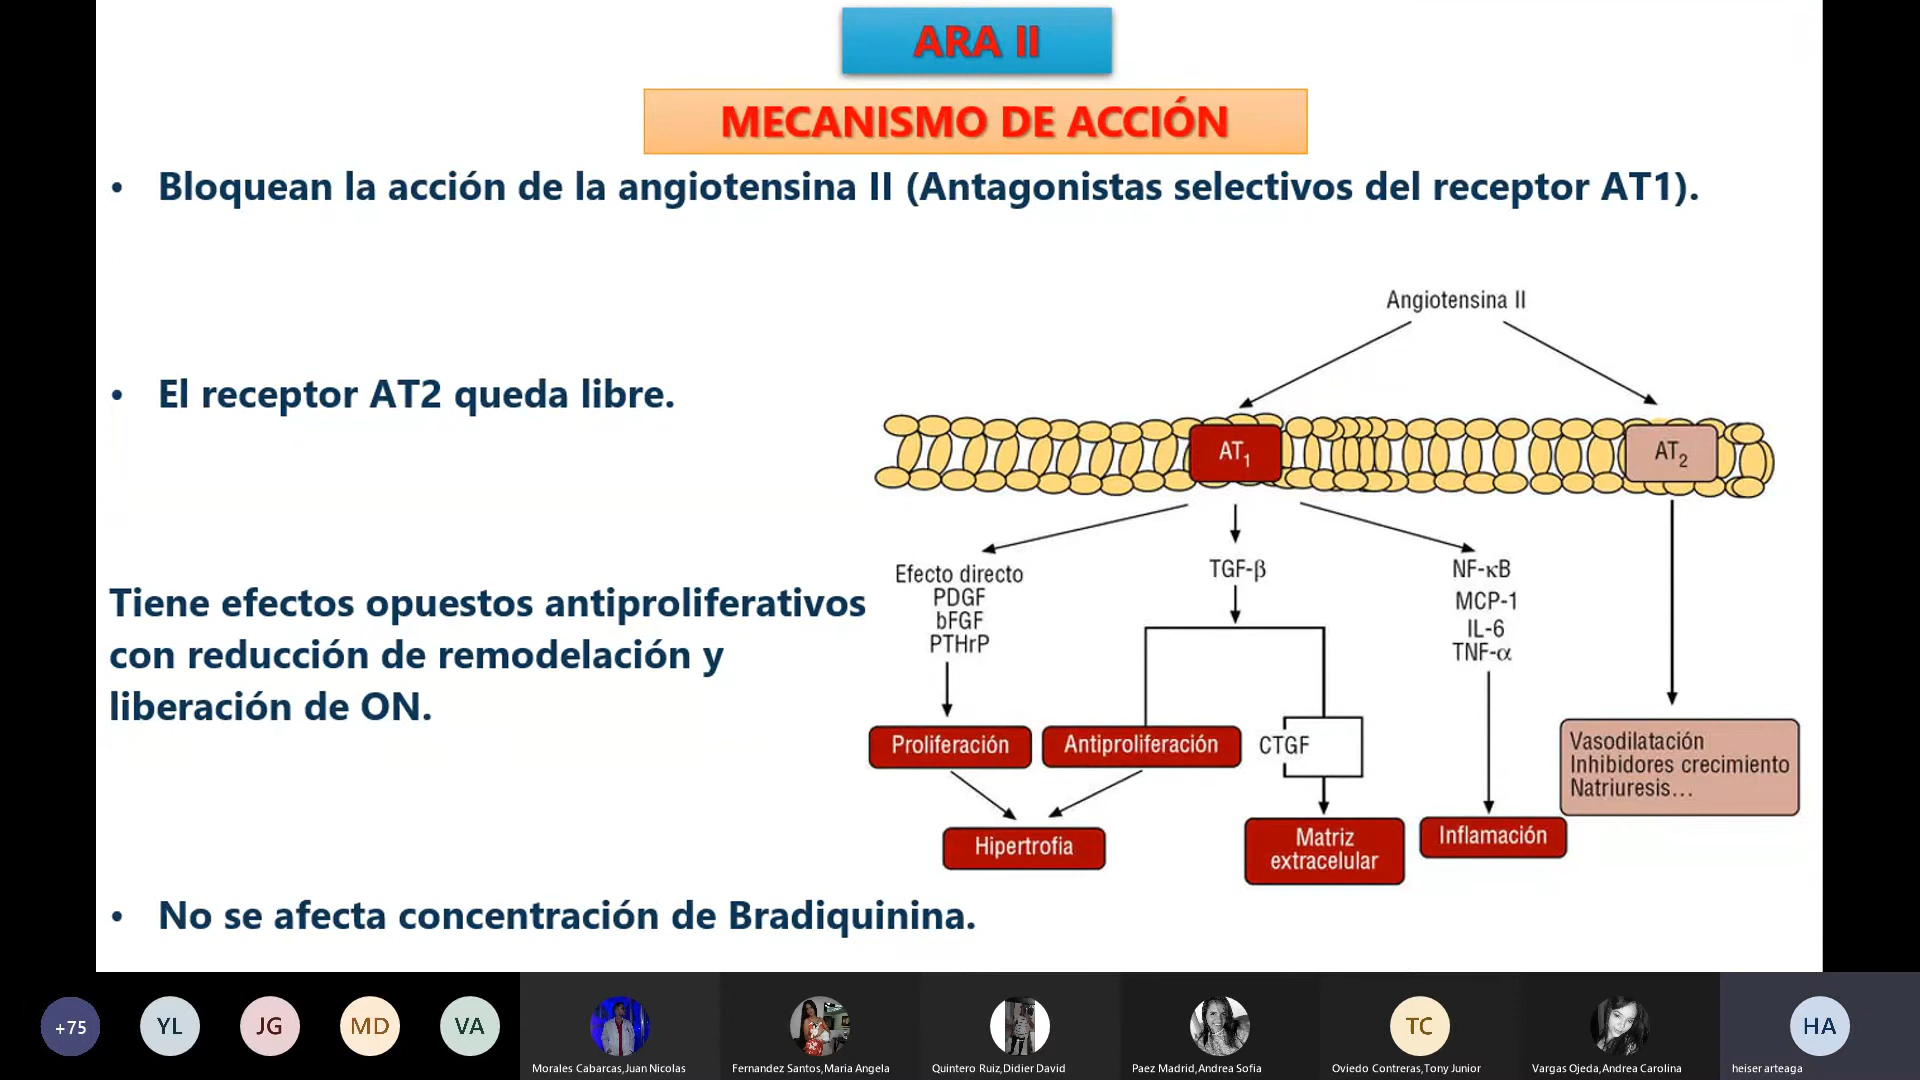 ARA II
MECANISMO DE ACCIÓN
• Bloquean la acción de la angiotensina II (Antagonistas selectivos del receptor AT1).
• El receptor AT2 queda libre.
Tiene efectos opuestos antiproliferativos
con reducción de remodelación y
liberación de ON.
• No se afecta concentración de Bradiquinina.
Angiotensina II
AT1
AT2
Efecto directo
PDGF
bFGF
PTHrP
TGF-β
NF-κB
MCP-1
IL-6
TNF-α
Proliferación
Antiproliferación
CTGF
Vasodilatación
Inhibidores crecimiento
Natriuresis...
Hipertrofia
Matriz
extracelular
Inflamación
+75
YL
JG
MD
VA
TC
HA
Morales Cabarcas,Juan Nicolas
Fernandez Santos,Maria Angela
Quintero Ruiz,Didier David
Paez Madrid,Andrea Sofia
Oviedo Contreras,Tony Junior
Vargas Ojeda,Andrea Carolina
heiser arteaga